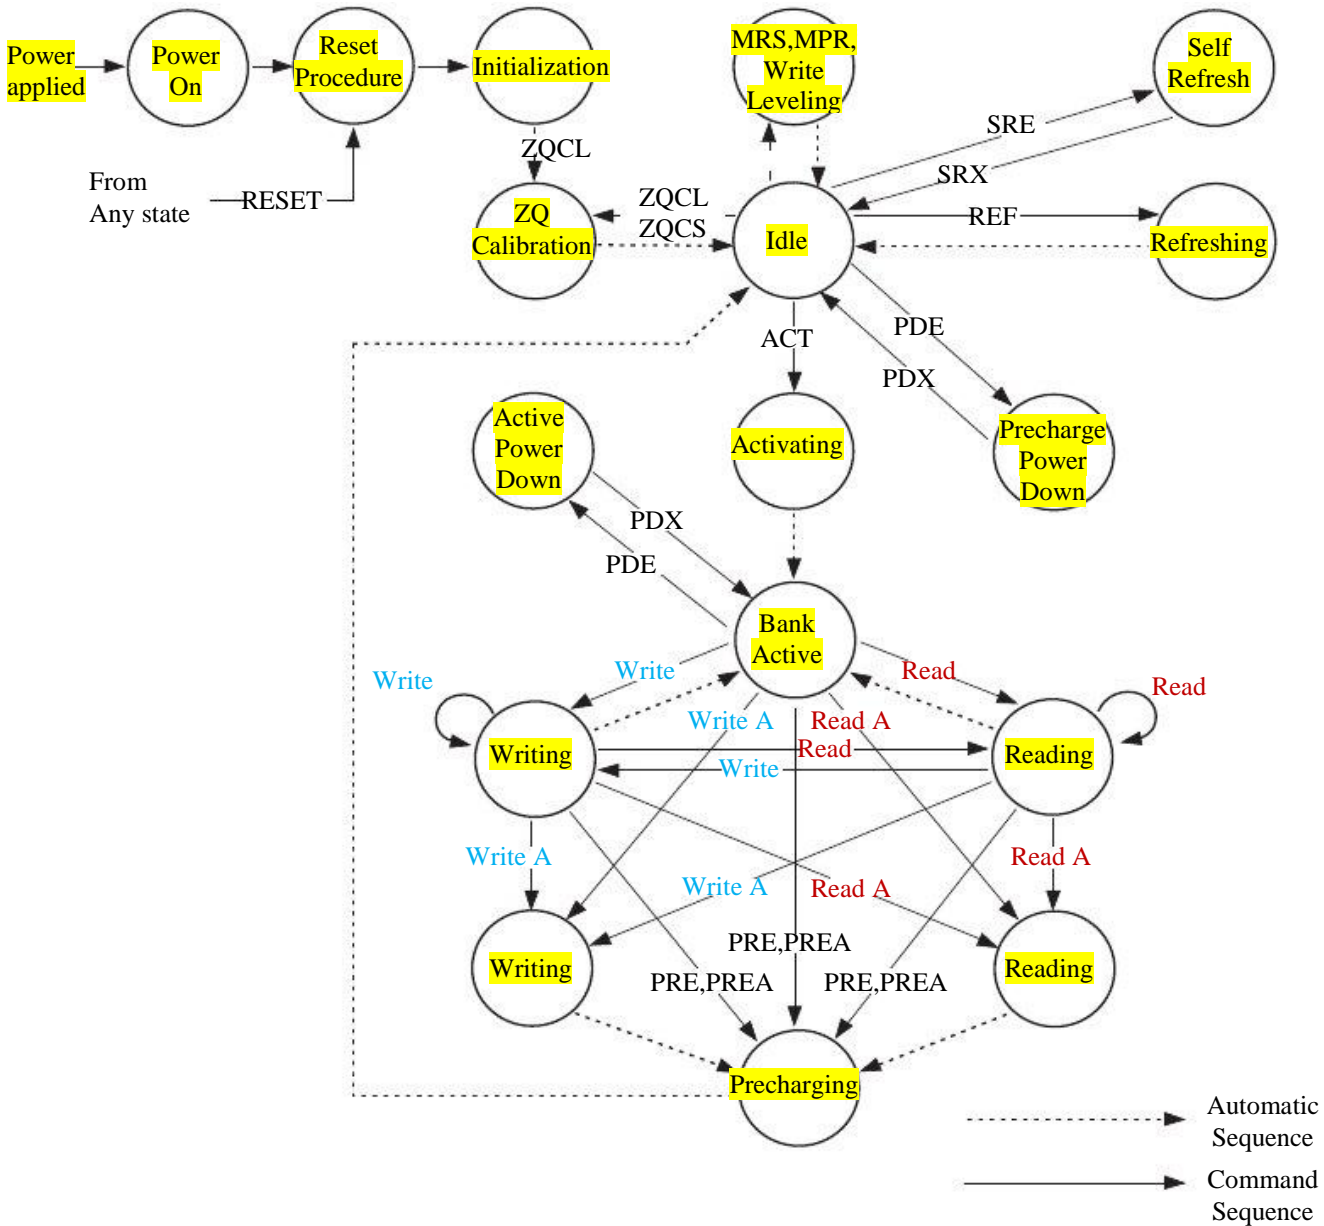 Power
applied
Power
On
Reset
Procedure
Initialization
MRS,MPR,
Write
Leveling
Self
Refresh
From
Any state
RESET
ZQCL
ZQ
Calibration
ZQCL
ZQCS
Idle
SRE
SRX
REF
Refreshing
ACT
PDE
PDX
Active
Power
Down
Activating
Precharge
Power
Down
PDX
PDE
Bank
Active
Write
Write
Read
Read
Write A
Read A
Writing
Read
Write
Reading
Write A
Write A
Read A
Read A
Writing
PRE,PREA
Reading
PRE,PREA
PRE,PREA
Precharging
Automatic
Sequence
Command
Sequence